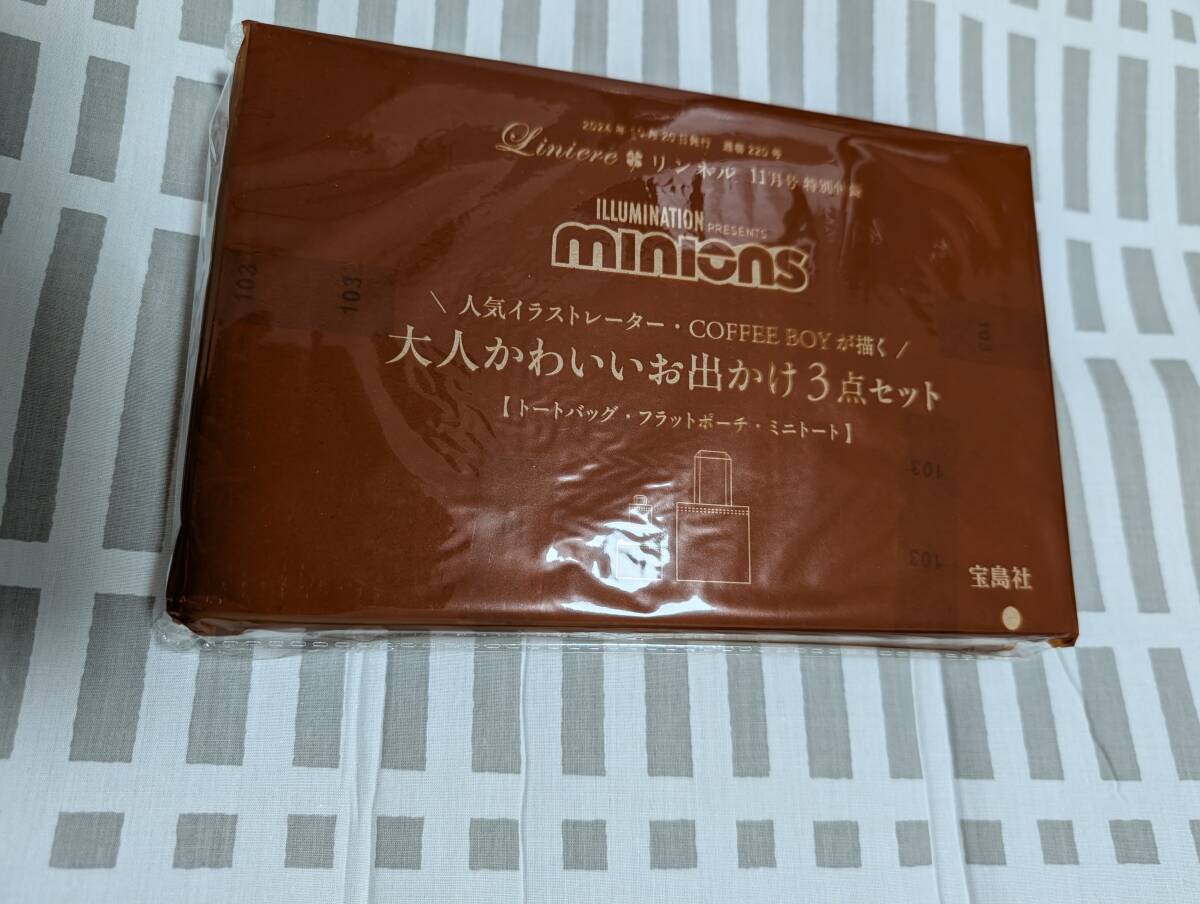 2024年10月20日発行 通巻220号
Liniere リンネル 11月号 特別付録
ILLUMINATION
PRESENTS
minions
\ 人気イラストレーター・COFFEE BOYが描く /
大人かわいいお出かけ3点セット
【トートバッグ・フラットポーチ・ミニトート】
宝島社
103
103
103
103
103